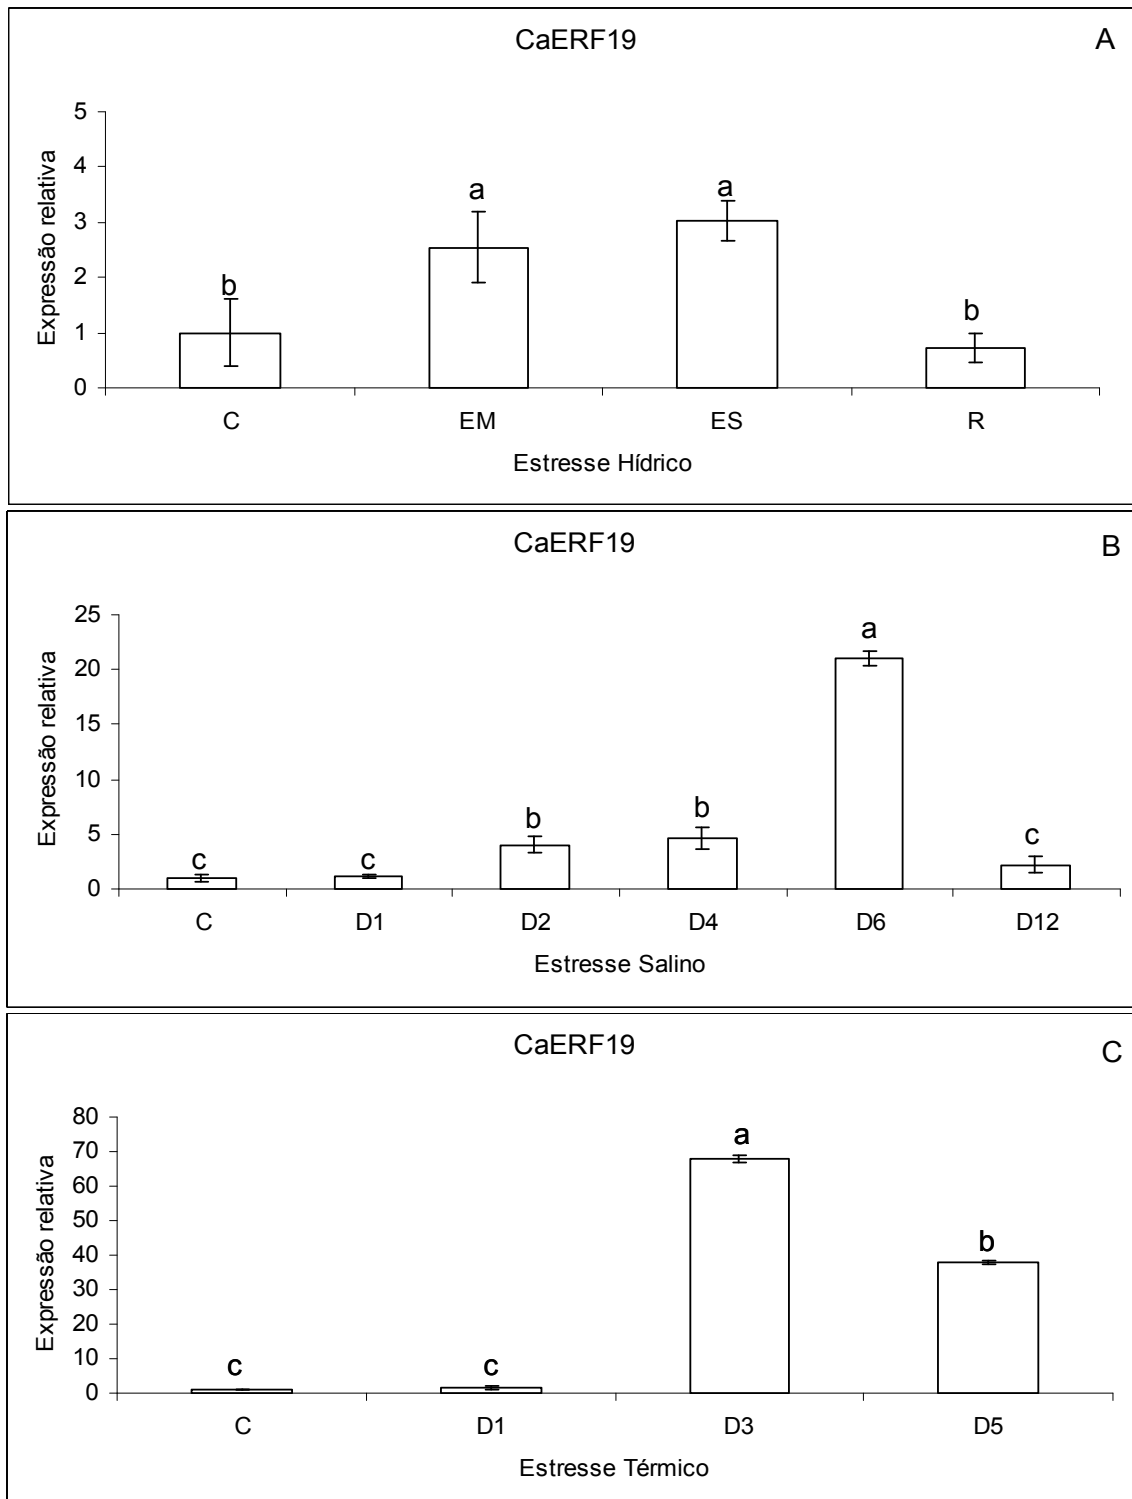 CaERF19
A
5
4
3
2
1
0
Expressão relativa
a
a
b
b
C EM ES R
Estresse Hídrico
CaERF19
B
25
20
15
10
5
0
Expressão relativa
a
b
b
c
c
c
C D1 D2 D4 D6 D12
Estresse Salino
CaERF19
C
80
70
60
50
40
30
20
10
0
Expressão relativa
a
b
c
c
C D1 D3 D5
Estresse Térmico